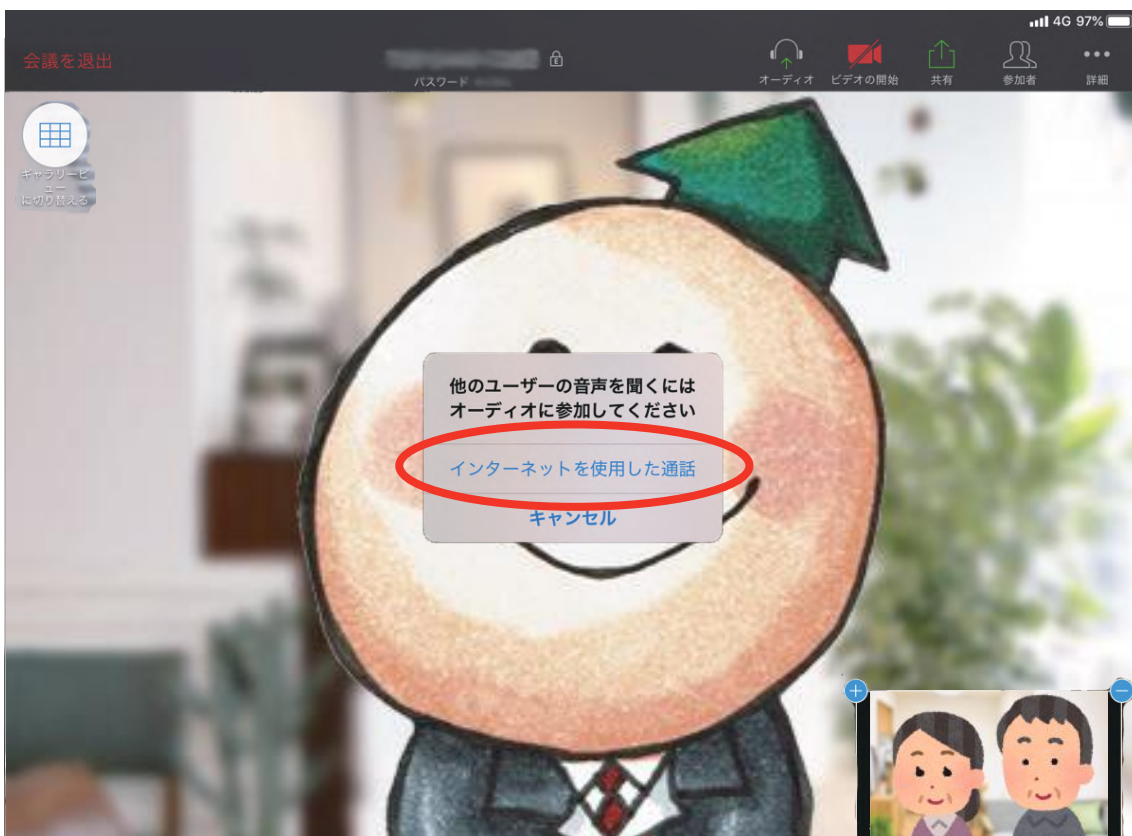 4G 97%
会議を退出
パスワード
オーディオ
ビデオの開始
共有
参加者
詳細
ギャラリービ
ュー
に切り替える
他のユーザーの音声を聞くには
オーディオに参加してください
インターネットを使用した通話
キャンセル